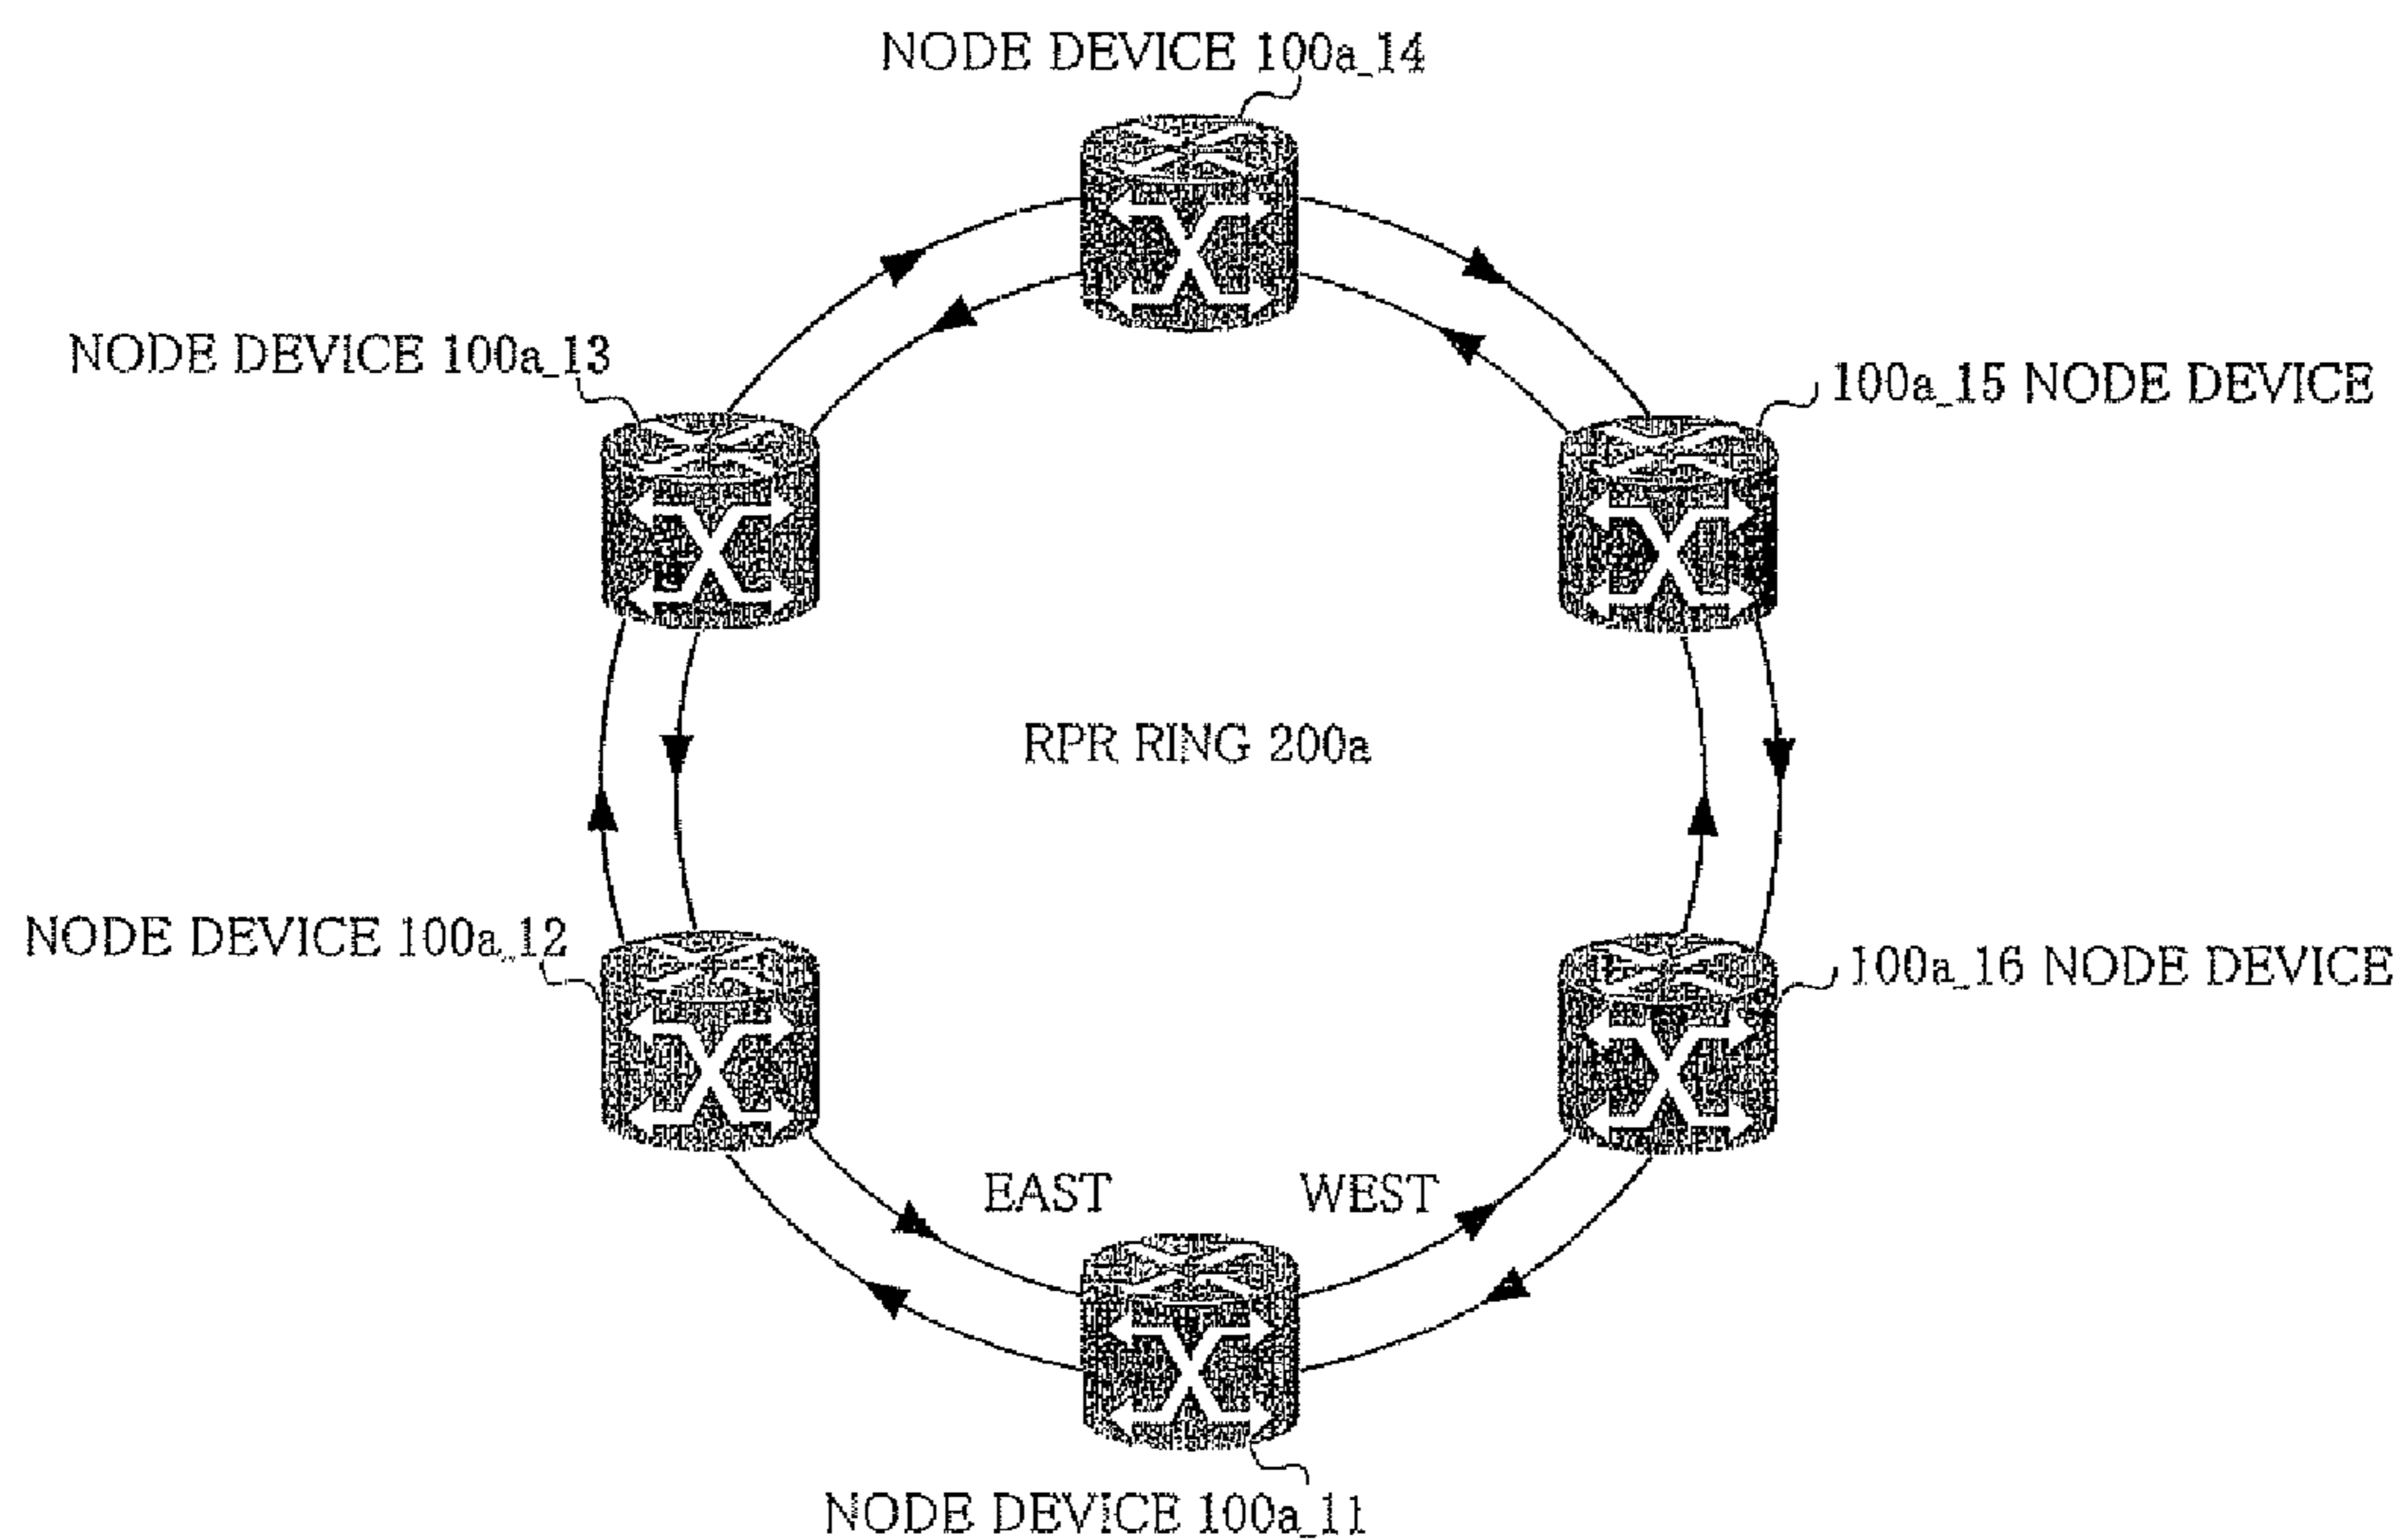 NODE DEVICE 100a_14
NODE DEVICE 100a_13
100a_15 NODE DEVICE
RPR RING 200a
NODE DEVICE 100a_12
100a_16 NODE DEVICE
EAST
WEST
NODE DEVICE 100a_11